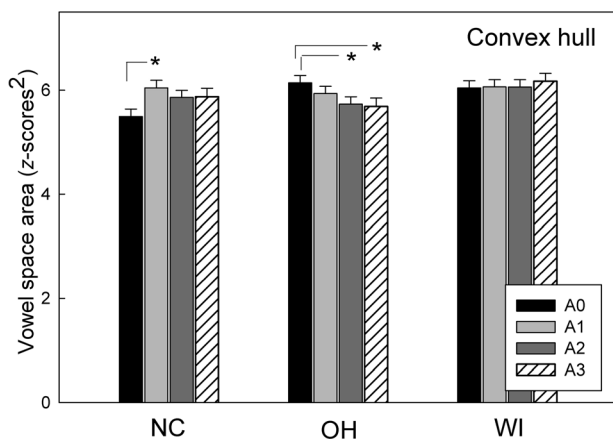 Convex hull
*
*
*
Vowel space area (z-scores²)
6
4
2
0
A0
A1
A2
A3
NC OH WI